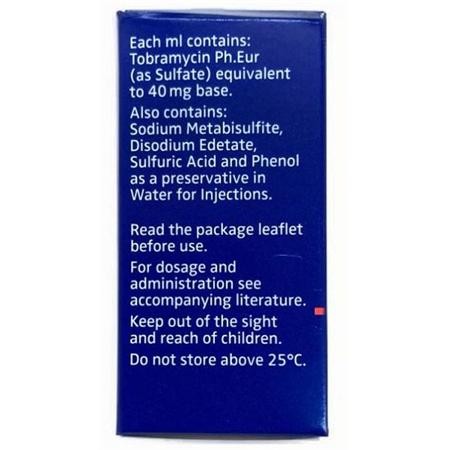 Each ml contains:
Tobramycin Ph.Eur
(as Sulfate) equivalent
to 40 mg base.
Also contains:
Sodium Metabisulfite,
Disodium Edetate,
Sulfuric Acid and Phenol
as a preservative in
Water for Injections.
Read the package leaflet
before use.
For dosage and
administration see
accompanying literature.
Keep out of the sight
and reach of children.
Do not store above 25°C.